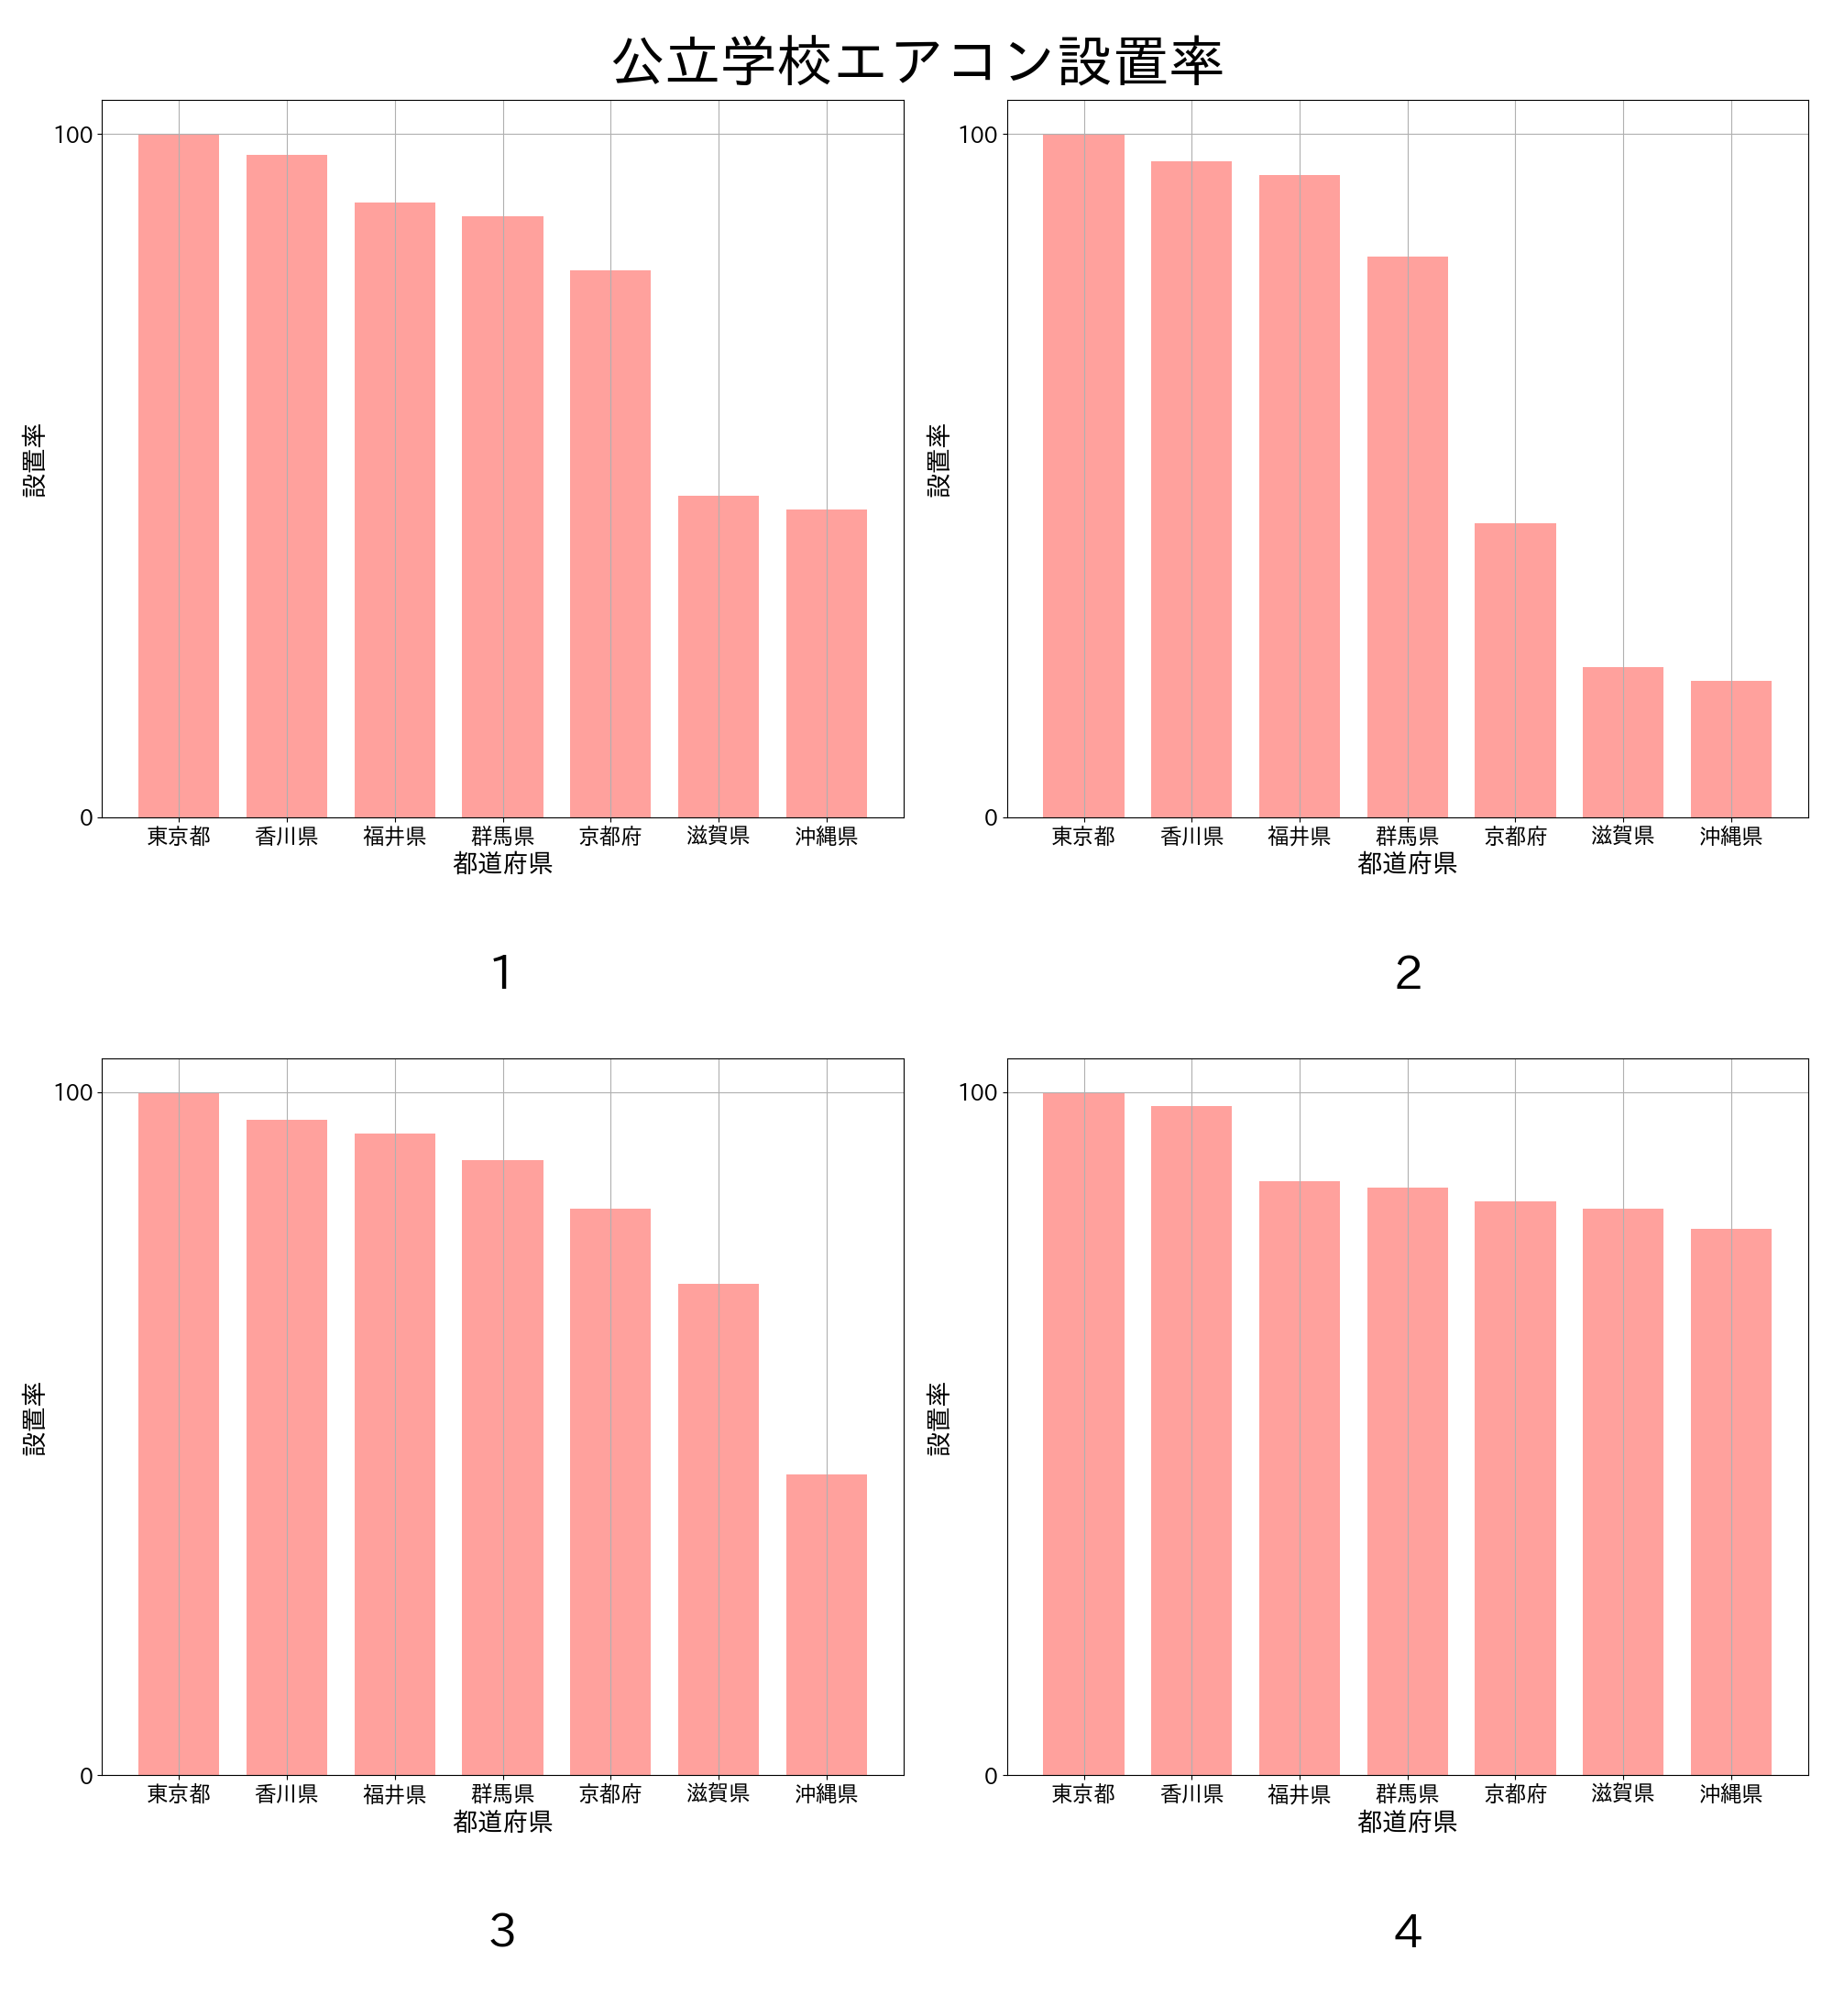 公立学校エアコン設置率
100
設置率
0
東京都 香川県 福井県 群馬県 京都府 滋賀県 沖縄県
都道府県
1
100
設置率
0
東京都 香川県 福井県 群馬県 京都府 滋賀県 沖縄県
都道府県
2
100
設置率
0
東京都 香川県 福井県 群馬県 京都府 滋賀県 沖縄県
都道府県
3
100
設置率
0
東京都 香川県 福井県 群馬県 京都府 滋賀県 沖縄県
都道府県
4